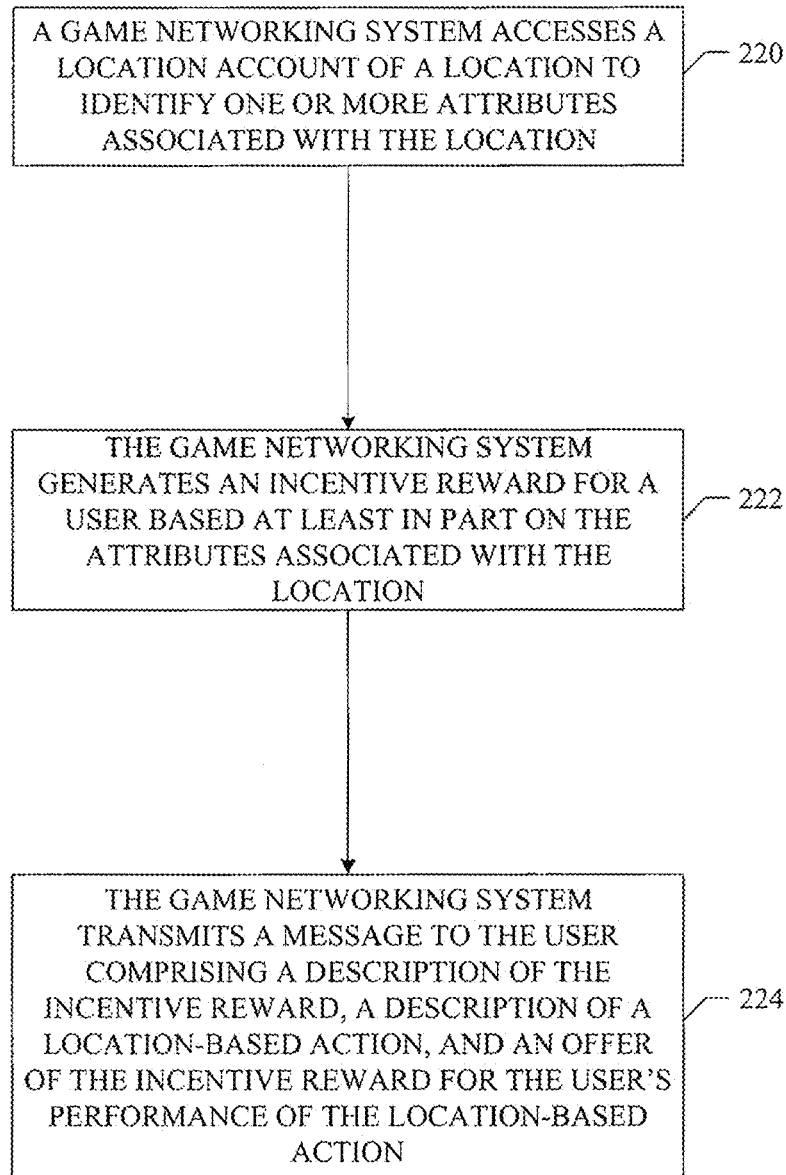 A GAME NETWORKING SYSTEM ACCESSES A
LOCATION ACCOUNT OF A LOCATION TO
IDENTIFY ONE OR MORE ATTRIBUTES
ASSOCIATED WITH THE LOCATION
220
THE GAME NETWORKING SYSTEM
GENERATES AN INCENTIVE REWARD FOR A
USER BASED AT LEAST IN PART ON THE
ATTRIBUTES ASSOCIATED WITH THE
LOCATION
222
THE GAME NETWORKING SYSTEM
TRANSMITS A MESSAGE TO THE USER
COMPRISING A DESCRIPTION OF THE
INCENTIVE REWARD, A DESCRIPTION OF A
LOCATION-BASED ACTION, AND AN OFFER
OF THE INCENTIVE REWARD FOR THE USER'S
PERFORMANCE OF THE LOCATION-BASED
ACTION
224